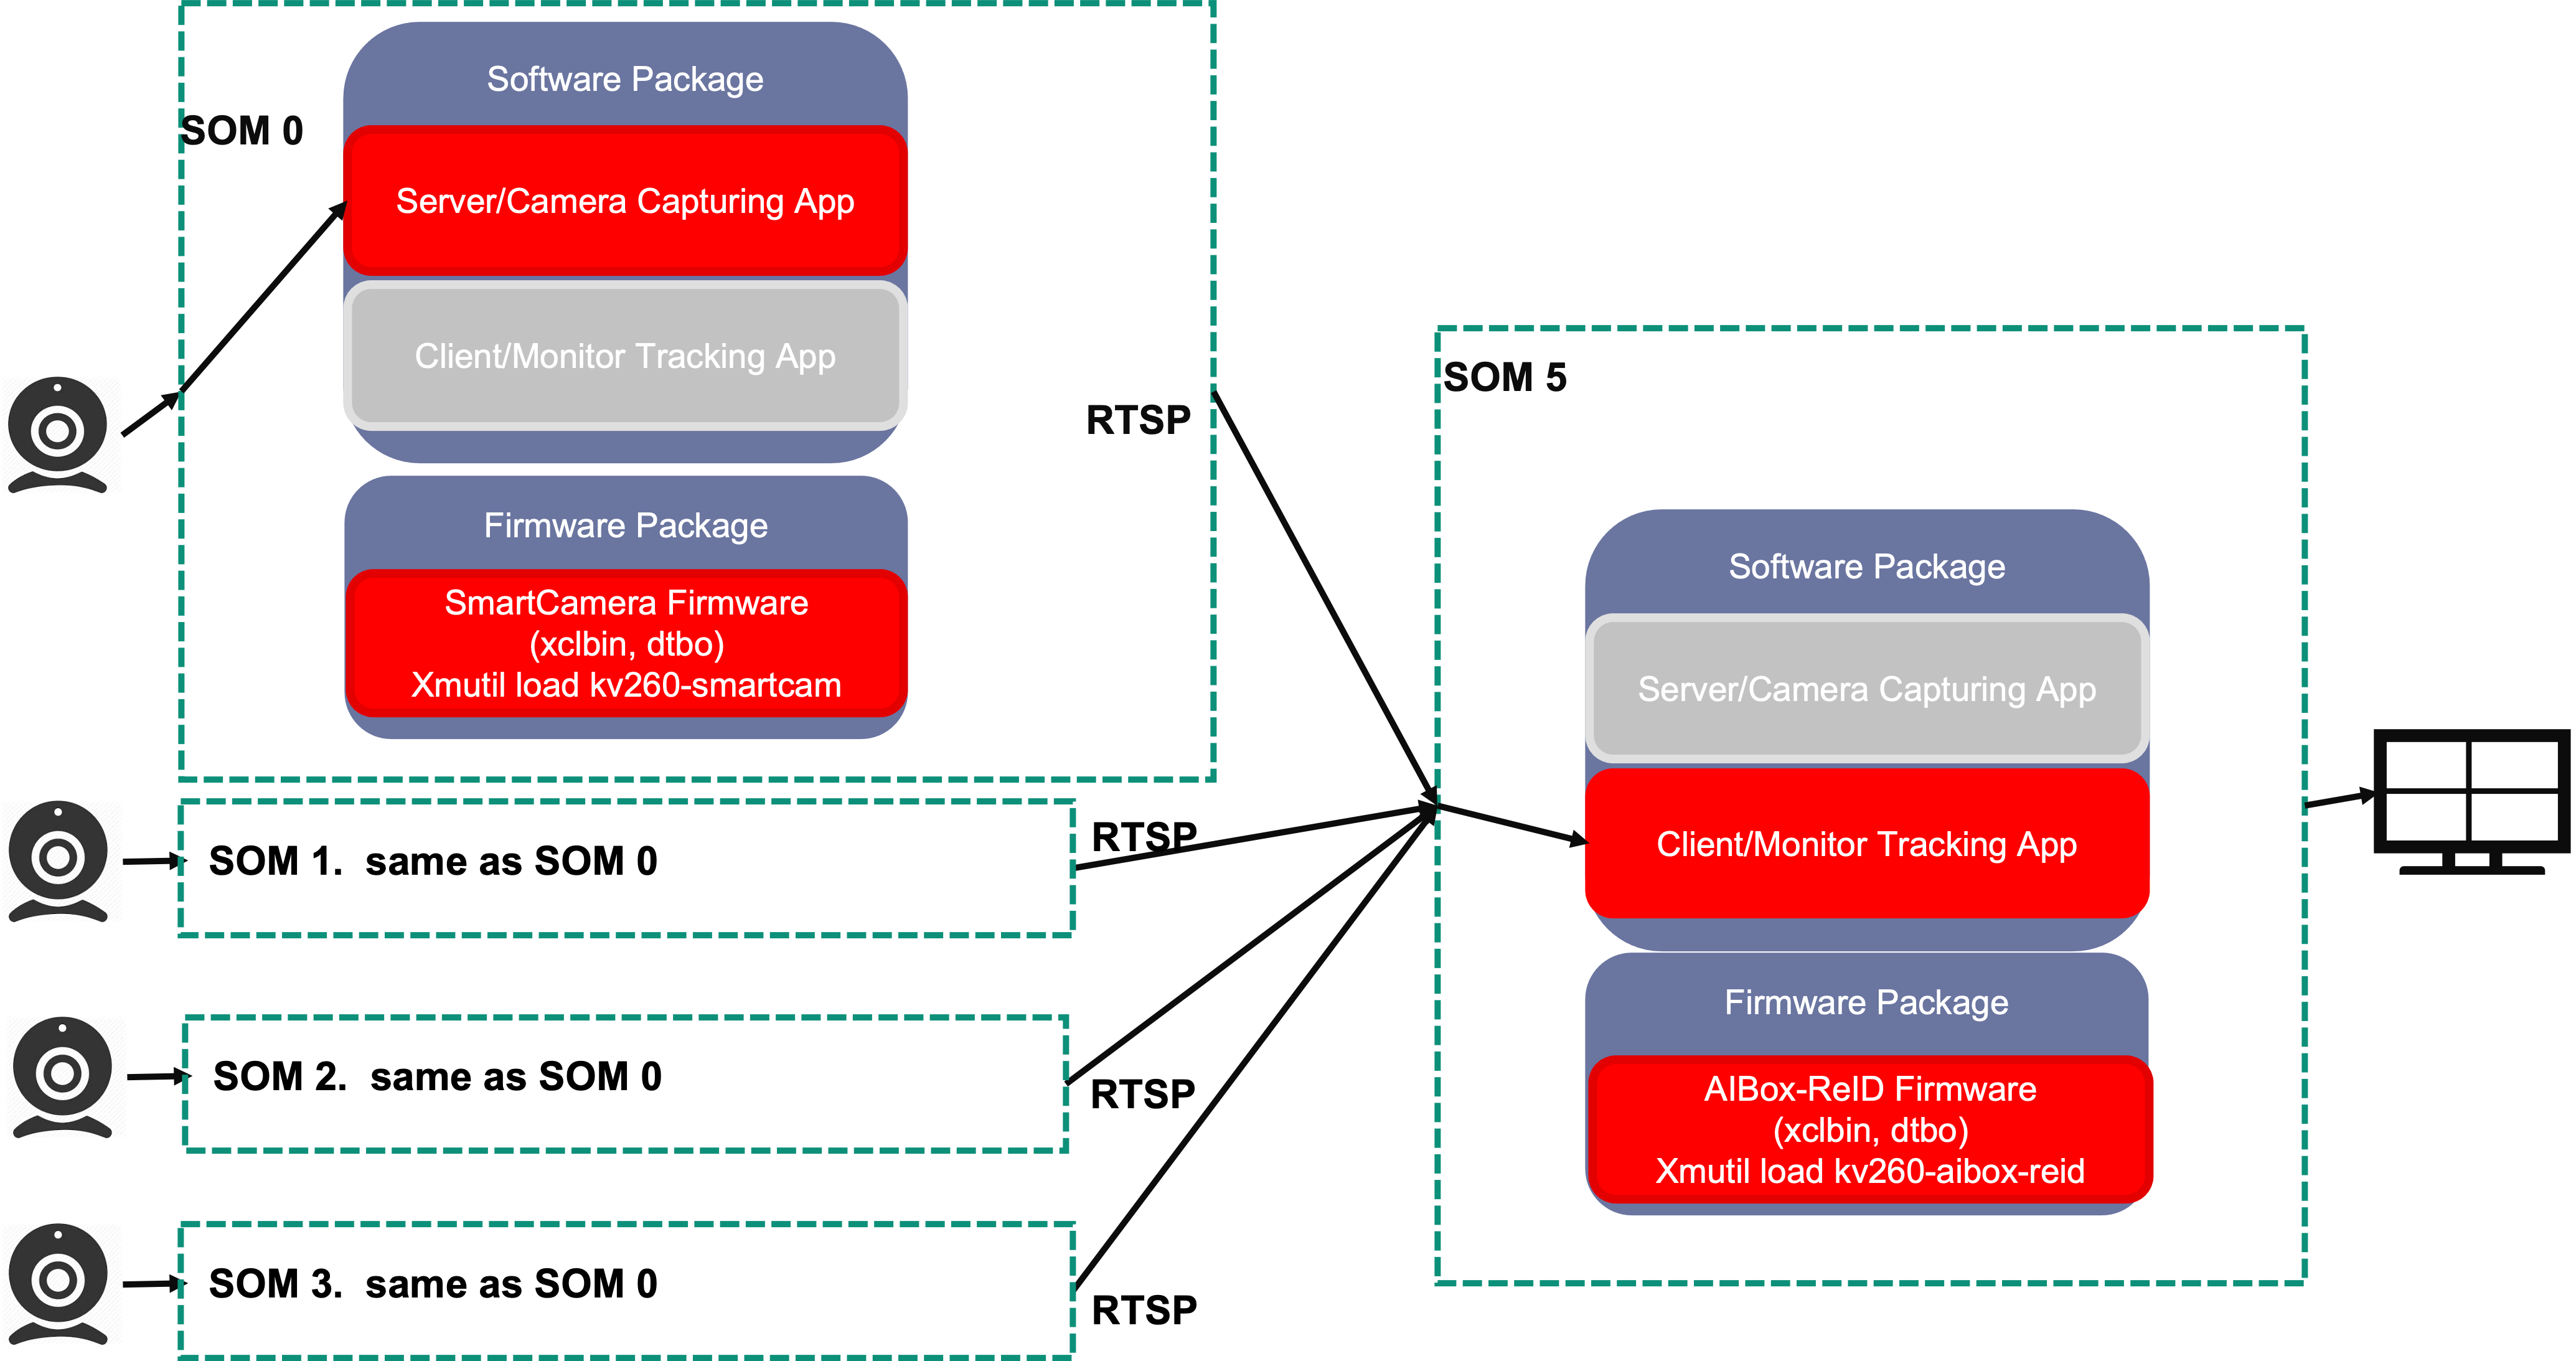 Software Package
SOM 0
Server/Camera Capturing App
Client/Monitor Tracking App
RTSP
Firmware Package
SmartCamera Firmware
(xclbin, dtbo)
Xmutil load kv260-smartcam
SOM 1.  same as SOM 0
RTSP
SOM 2.  same as SOM 0
RTSP
SOM 3.  same as SOM 0
RTSP
SOM 5
Software Package
Server/Camera Capturing App
Client/Monitor Tracking App
Firmware Package
AIBox-ReID Firmware
(xclbin, dtbo)
Xmutil load kv260-aibox-reid